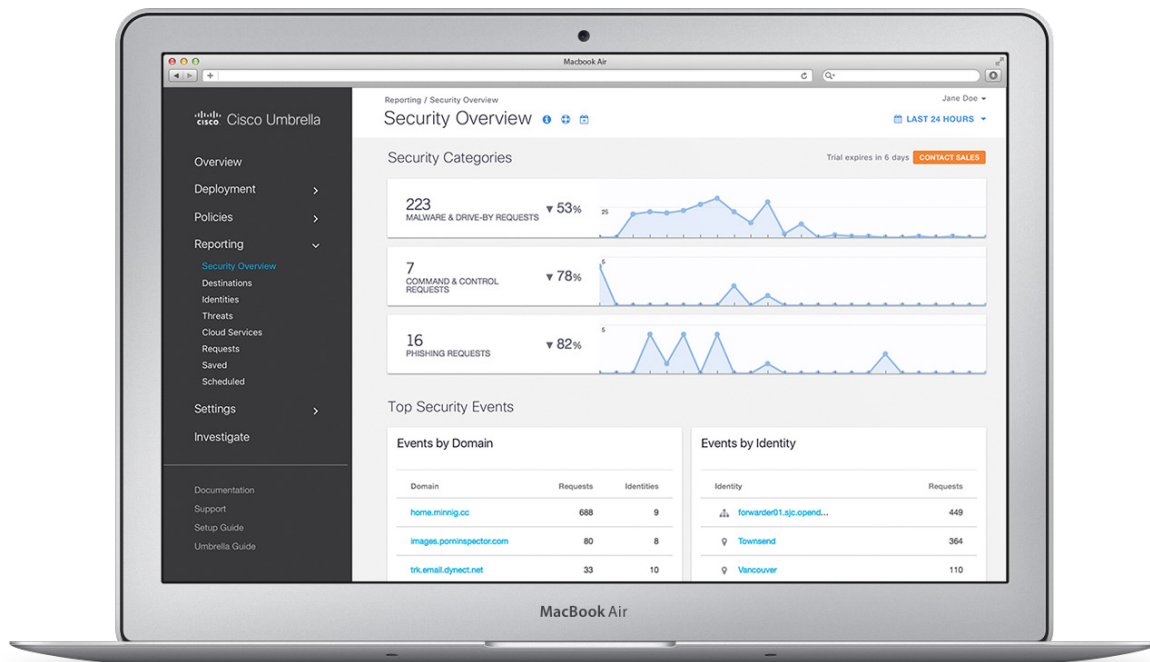 Macbook Air
cisco Cisco Umbrella
Overview
Deployment
Policies
Reporting
Security Overview
Destinations
Identities
Threats
Cloud Services
Requests
Saved
Scheduled
Settings
Investigate
Documentation
Support
Setup Guide
Umbrella Guide
Reporting / Security Overview
Jane Doe
Security Overview
LAST 24 HOURS
Security Categories
Trial expires in 6 days CONTACT SALES
223
MALWARE & DRIVE-BY REQUESTS
▼ 53%
25
7
COMMAND & CONTROL
REQUESTS
▼ 78%
5
16
PHISHING REQUESTS
▼ 82%
5
Top Security Events
Events by Domain
Domain Requests Identities
home.minnig.cc 688 9
images.porninspector.com 80 8
trk.email.dynect.net 33 10
Events by Identity
Identity Requests
forwarder01.sjc.opend... 449
Townsend 364
Vancouver 110
MacBook Air